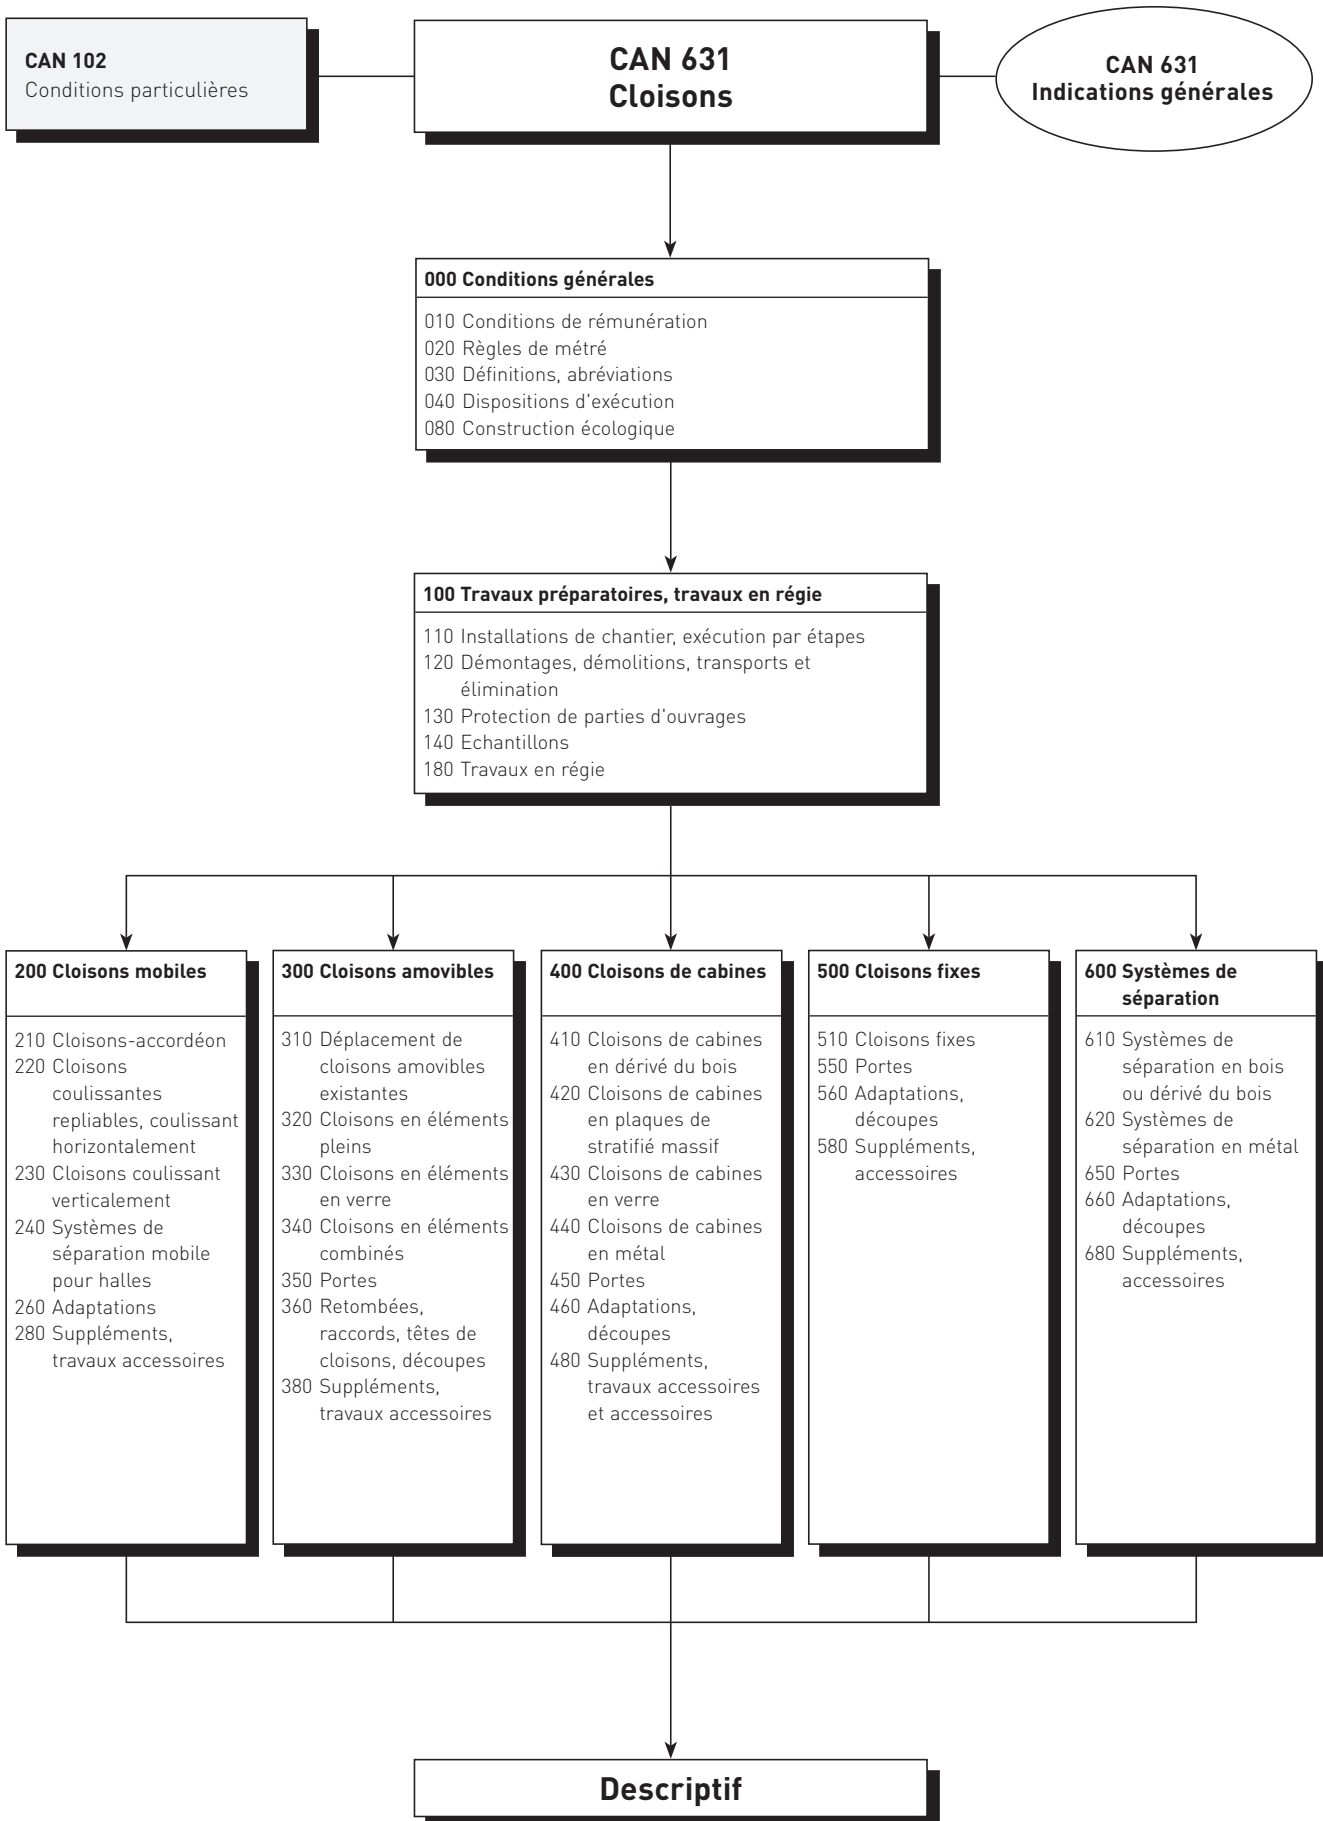 CAN 102
Conditions particulières
CAN 631
Cloisons
CAN 631
Indications générales
000 Conditions générales
010 Conditions de rémunération
020 Règles de métré
030 Définitions, abréviations
040 Dispositions d'exécution
080 Construction écologique
100 Travaux préparatoires, travaux en régie
110 Installations de chantier, exécution par étapes
120 Démontages, démolitions, transports et
élimination
130 Protection de parties d'ouvrages
140 Echantillons
180 Travaux en régie
200 Cloisons mobiles
210 Cloisons-accordéon
220 Cloisons
coulissantes
repliables, coulissant
horizontalement
230 Cloisons coulissant
verticalement
240 Systèmes de
séparation mobile
pour halles
260 Adaptations
280 Suppléments,
travaux accessoires
300 Cloisons amovibles
310 Déplacement de
cloisons amovibles
existantes
320 Cloisons en éléments
pleins
330 Cloisons en éléments
en verre
340 Cloisons en éléments
combinés
350 Portes
360 Retombées,
raccords, têtes de
cloisons, découpes
380 Suppléments,
travaux accessoires
400 Cloisons de cabines
410 Cloisons de cabines
en dérivé du bois
420 Cloisons de cabines
en plaques de
stratifié massif
430 Cloisons de cabines
en verre
440 Cloisons de cabines
en métal
450 Portes
460 Adaptations,
découpes
480 Suppléments,
travaux accessoires
et accessoires
500 Cloisons fixes
510 Cloisons fixes
550 Portes
560 Adaptations,
découpes
580 Suppléments,
accessoires
600 Systèmes de
séparation
610 Systèmes de
séparation en bois
ou dérivé du bois
620 Systèmes de
séparation en métal
650 Portes
660 Adaptations,
découpes
680 Suppléments,
accessoires
Descriptif